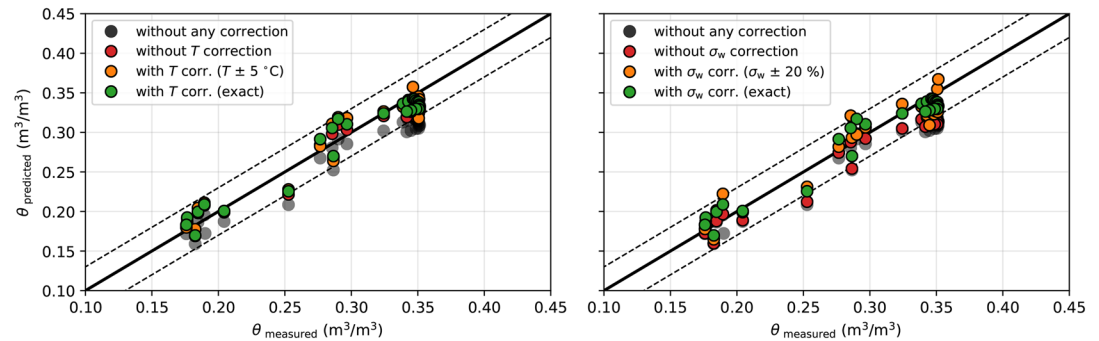 0.45
0.40
0.35
0.30
0.25
0.20
0.15
0.10
θ predicted (m³/m³)
without any correction
without T correction
with T corr. (T ± 5 °C)
with T corr. (exact)
0.10 0.15 0.20 0.25 0.30 0.35 0.40 0.45
θ measured (m³/m³)
without any correction
without σw correction
with σw corr. (σw ± 20 %)
with σw corr. (exact)
0.10 0.15 0.20 0.25 0.30 0.35 0.40 0.45
θ measured (m³/m³)